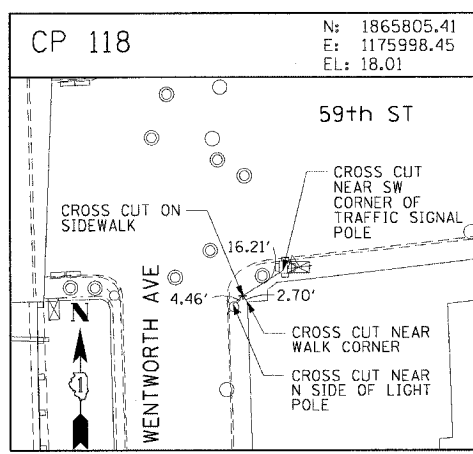 CP 118
N: 1865805.41
E: 1175998.45
EL: 18.01
59th ST
CROSS CUT
NEAR SW
CORNER OF
TRAFFIC SIGNAL
POLE
CROSS CUT ON
SIDEWALK
16.21'
4.46'
2.70'
CROSS CUT NEAR
WALK CORNER
CROSS CUT NEAR
N SIDE OF LIGHT
POLE
WENTWORTH AVE
N
1